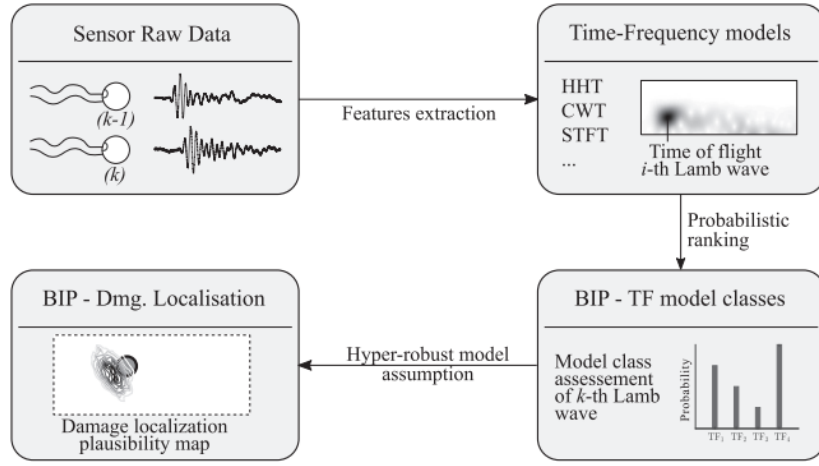 Sensor Raw Data
(k-1)
(k)
Features extraction
Time-Frequency models
HHT
CWT
STFT
...
Time of flight
i-th Lamb wave
Probabilistic
ranking
BIP - TF model classes
Model class
assessement
of k-th Lamb
wave
Probability
TF₁ TF₂ TF₃ TF₄
Hyper-robust model
assumption
BIP - Dmg. Localisation
Damage localization
plausibility map